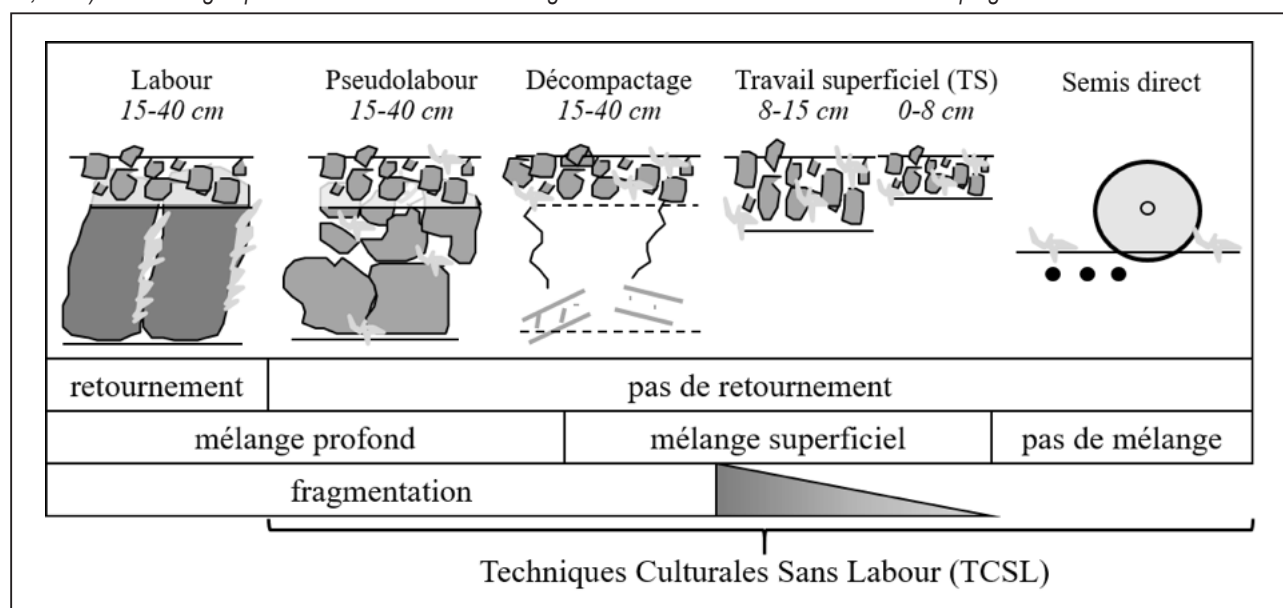 Labour
15-40 cm
Pseudolabour
15-40 cm
Décompactage
15-40 cm
Travail superficiel (TS)
8-15 cm 0-8 cm
Semis direct
retournement
pas de retournement
mélange profond
mélange superficiel
pas de mélange
fragmentation
Techniques Culturales Sans Labour (TCSL)